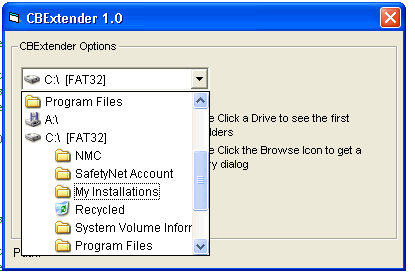 CBExtender 1.0
CBExtender Options
C:\ [FAT32]
Program Files
A:\
C:\ [FAT32]
NMC
SafetyNet Account
My Installations
Recycled
System Volume Inforr
Program Files
e Click a Drive to see the first
lders
e Click the Browse Icon to get a
ry dialog